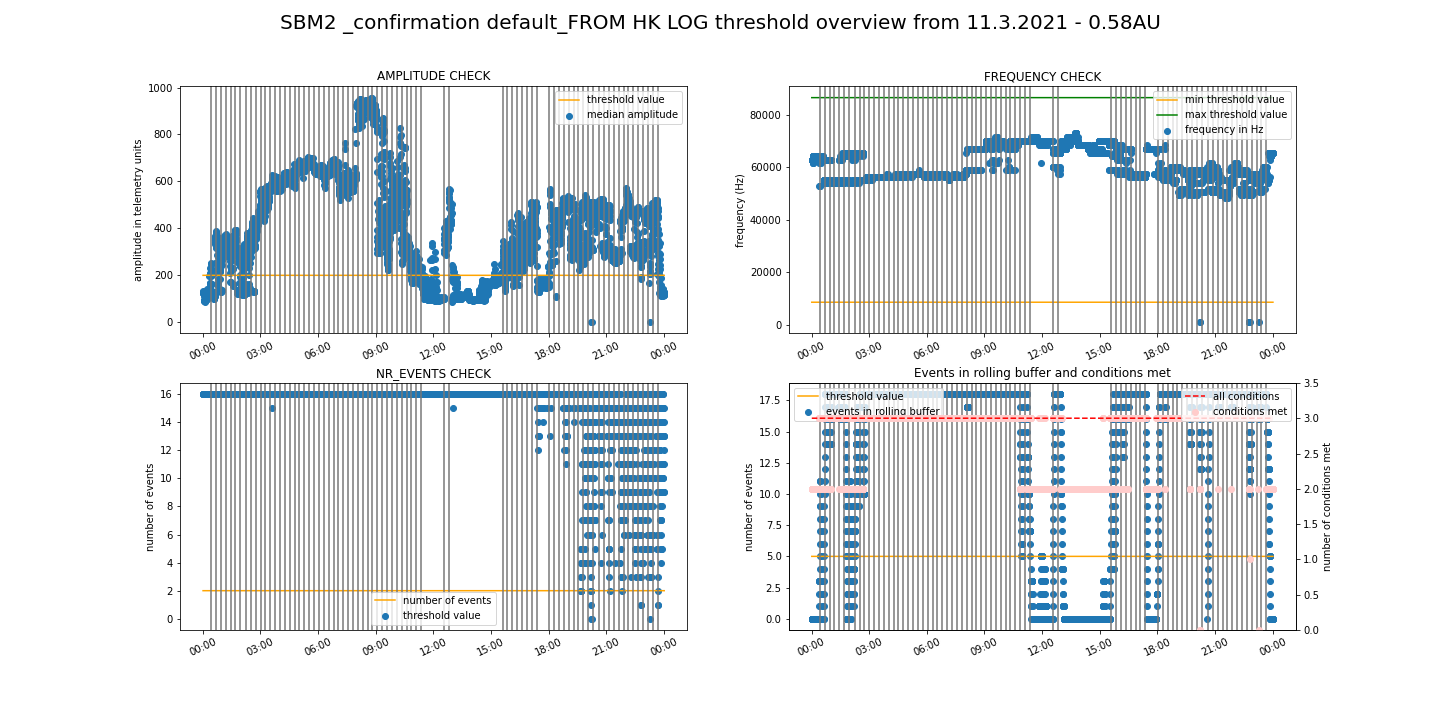 SBM2 _confirmation default_FROM HK LOG threshold overview from 11.3.2021 - 0.58AU
AMPLITUDE CHECK
threshold value
median amplitude
amplitude in telemetry units
1000
800
600
400
200
0
00:00 03:00 06:00 09:00 12:00 15:00 18:00 21:00 00:00
FREQUENCY CHECK
min threshold value
max threshold value
frequency in Hz
frequency (Hz)
80000
60000
40000
20000
0
00:00 03:00 06:00 09:00 12:00 15:00 18:00 21:00 00:00
NR_EVENTS CHECK
number of events
16
14
12
10
8
6
4
2
0
number of events
threshold value
00:00 03:00 06:00 09:00 12:00 15:00 18:00 21:00 00:00
Events in rolling buffer and conditions met
threshold value
events in rolling buffer
all conditions
conditions met
number of events
17.5
15.0
12.5
10.0
7.5
5.0
2.5
0.0
3.5
3.0
2.5
2.0
1.5
1.0
0.5
0.0
number of conditions met
00:00 03:00 06:00 09:00 12:00 15:00 18:00 21:00 00:00